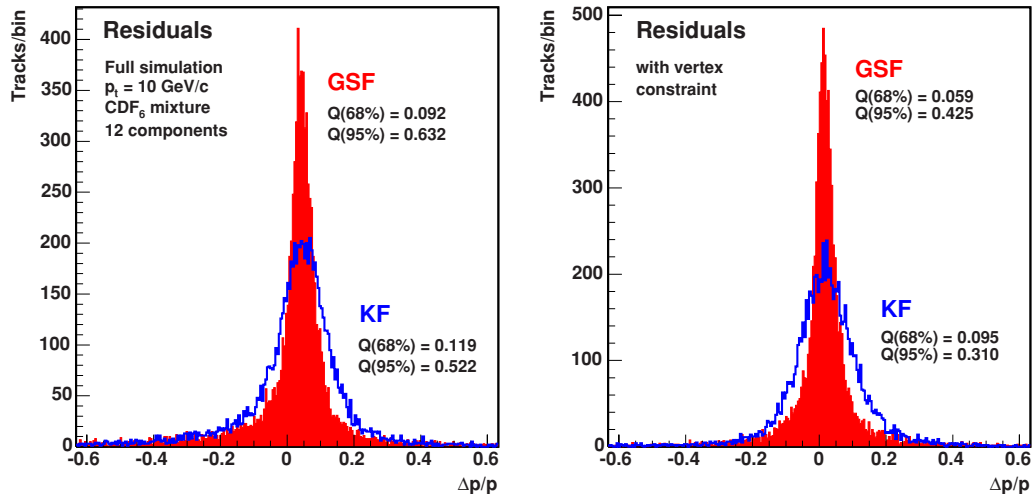 Tracks/bin
400
350
300
250
200
150
100
50
0
Residuals
Full simulation
pt = 10 GeV/c
CDF6 mixture
12 components
GSF
Q(68%) = 0.092
Q(95%) = 0.632
KF
Q(68%) = 0.119
Q(95%) = 0.522
-0.6 -0.4 -0.2 0 0.2 0.4 0.6
Δp/p
Tracks/bin
500
400
300
200
100
0
Residuals
with vertex
constraint
GSF
Q(68%) = 0.059
Q(95%) = 0.425
KF
Q(68%) = 0.095
Q(95%) = 0.310
-0.6 -0.4 -0.2 0 0.2 0.4 0.6
Δp/p